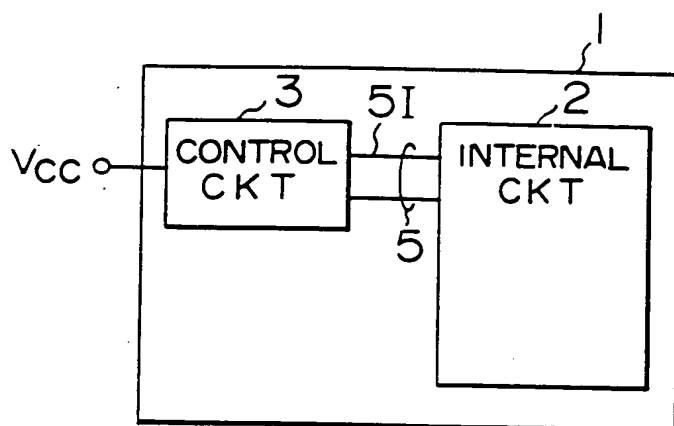 1
3
5I
2
VCC
CONTROL
CKT
INTERNAL
CKT
5